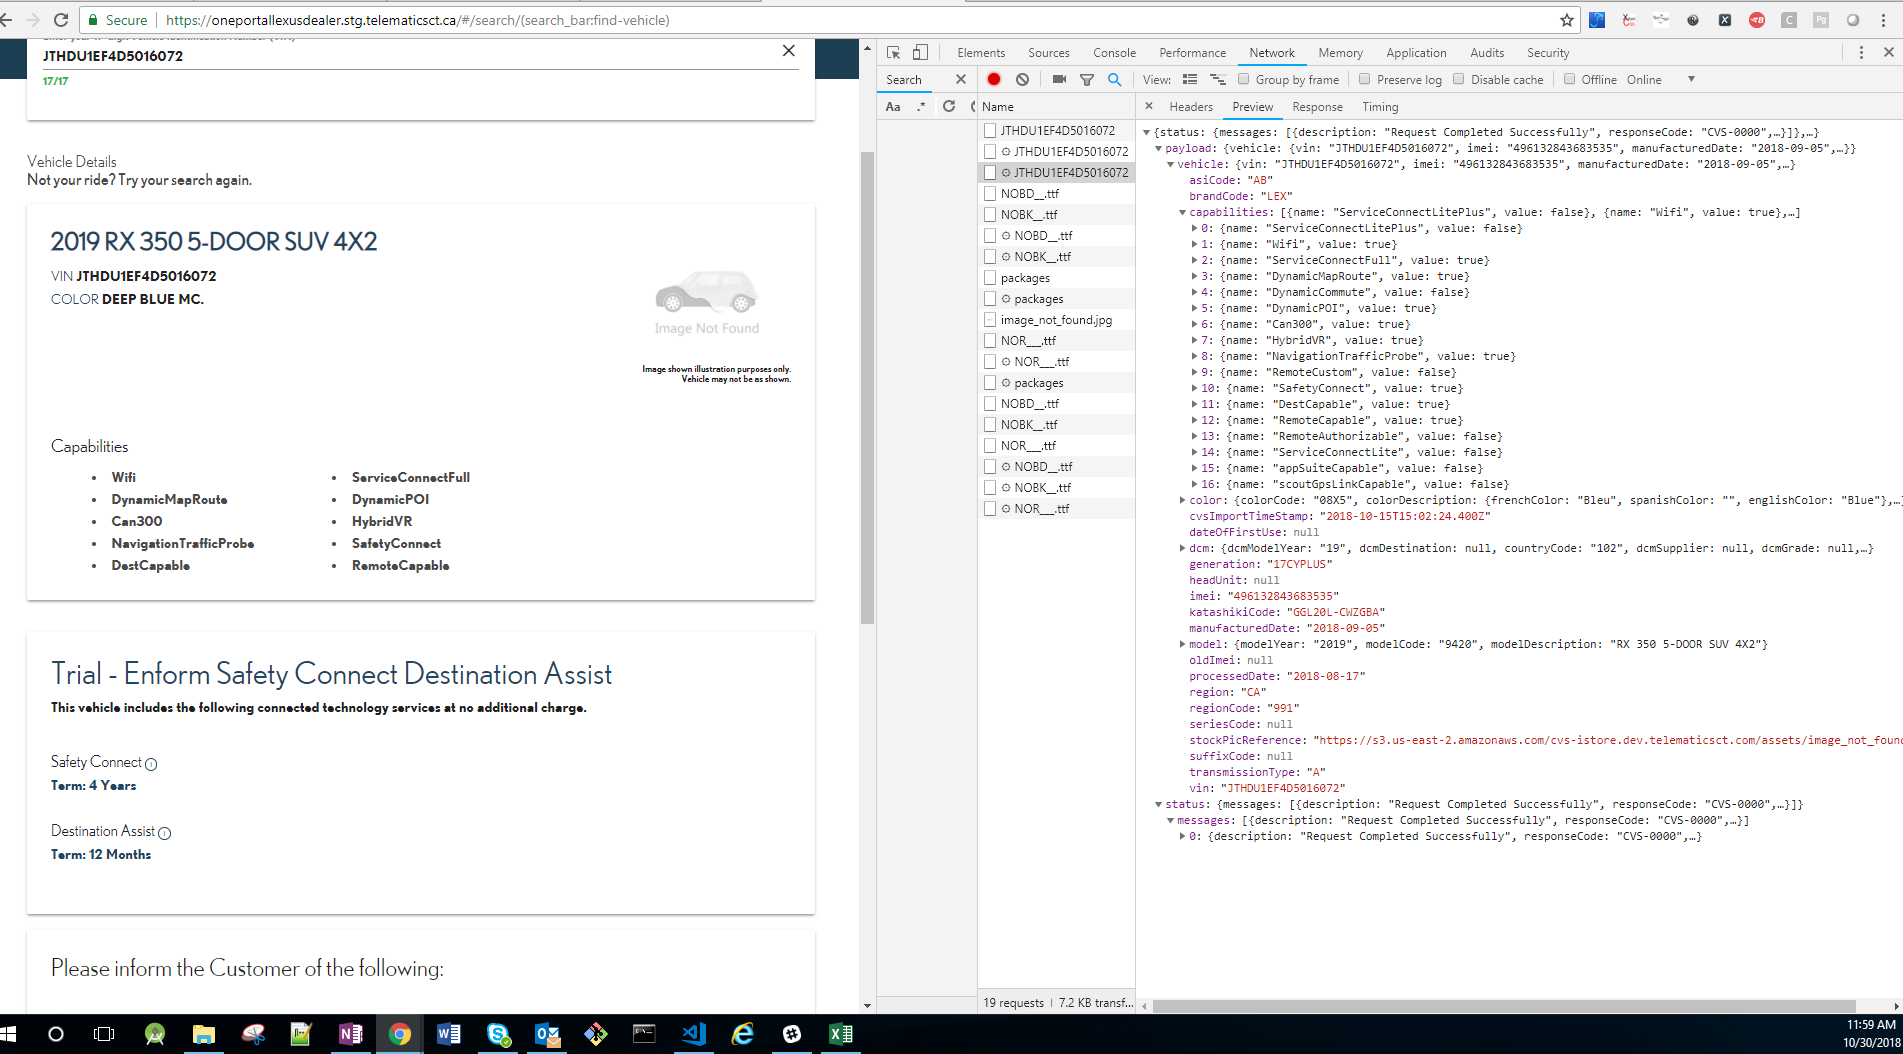 Secure
https://oneportallexusdealer.stg.telematicsct.ca/#/search/(search_bar:find-vehicle)
JTHDU1EF4D5016072
17/17
Vehicle Details
Not your ride? Try your search again.
2019 RX 350 5-DOOR SUV 4X2
VIN JTHDU1EF4D5016072
COLOR DEEP BLUE MC.
Image Not Found
Image shown illustration purposes only.
Vehicle may not be as shown.
Capabilities
Wifi
ServiceConnectFull
DynamicMapRoute
DynamicPOI
Can300
HybridVR
NavigationTrafficProbe
SafetyConnect
DestCapable
RemoteCapable
Trial - Enform Safety Connect Destination Assist
This vehicle includes the following connected technology services at no additional charge.
Safety Connect
Term: 4 Years
Destination Assist
Term: 12 Months
Please inform the Customer of the following:
Elements Sources Console Performance Network Memory Application Audits Security
Search
View: Group by frame Preserve log Disable cache Offline Online
Aa .*
Name
JTHDU1EF4D5016072
JTHDU1EF4D5016072
JTHDU1EF4D5016072
NOBD__.ttf
NOBK__.ttf
NOBD__.ttf
NOBK__.ttf
packages
packages
image_not_found.jpg
NOR___.ttf
NOR___.ttf
packages
NOBD__.ttf
NOBK__.ttf
NOR___.ttf
NOBD__.ttf
NOBK__.ttf
NOR___.ttf
19 requests | 7.2 KB transf...
Headers Preview Response Timing
{status: {messages: [{description: "Request Completed Successfully", responseCode: "CVS-0000",…}]},…}
payload: {vehicle: {vin: "JTHDU1EF4D5016072", imei: "496132843683535", manufacturedDate: "2018-09-05",…}}
vehicle: {vin: "JTHDU1EF4D5016072", imei: "496132843683535", manufacturedDate: "2018-09-05",…}
asiCode: "AB"
brandCode: "LEX"
capabilities: [{name: "ServiceConnectLitePlus", value: false}, {name: "Wifi", value: true},…]
0: {name: "ServiceConnectLitePlus", value: false}
1: {name: "Wifi", value: true}
2: {name: "ServiceConnectFull", value: true}
3: {name: "DynamicMapRoute", value: true}
4: {name: "DynamicCommute", value: false}
5: {name: "DynamicPOI", value: true}
6: {name: "Can300", value: true}
7: {name: "HybridVR", value: true}
8: {name: "NavigationTrafficProbe", value: true}
9: {name: "RemoteCustom", value: false}
10: {name: "SafetyConnect", value: true}
11: {name: "DestCapable", value: true}
12: {name: "RemoteCapable", value: true}
13: {name: "RemoteAuthorizable", value: false}
14: {name: "ServiceConnectLite", value: false}
15: {name: "appSuiteCapable", value: false}
16: {name: "scoutGpsLinkCapable", value: false}
color: {colorCode: "08X5", colorDescription: {frenchColor: "Bleu", spanishColor: "", englishColor: "Blue"},…
cvsImportTimeStamp: "2018-10-15T15:02:24.400Z"
dateOfFirstUse: null
dcm: {dcmModelYear: "19", dcmDestination: null, countryCode: "102", dcmSupplier: null, dcmGrade: null,…}
generation: "17CYPLUS"
headUnit: null
imei: "496132843683535"
katashikiCode: "GGL20L-CWZGBA"
manufacturedDate: "2018-09-05"
model: {modelYear: "2019", modelCode: "9420", modelDescription: "RX 350 5-DOOR SUV 4X2"}
oldImei: null
processedDate: "2018-08-17"
region: "CA"
regionCode: "991"
seriesCode: null
stockPicReference: "https://s3.us-east-2.amazonaws.com/cvs-istore.dev.telematicsct.com/assets/image_not_foun
suffixCode: null
transmissionType: "A"
vin: "JTHDU1EF4D5016072"
status: {messages: [{description: "Request Completed Successfully", responseCode: "CVS-0000",…}]}
messages: [{description: "Request Completed Successfully", responseCode: "CVS-0000",…}]
0: {description: "Request Completed Successfully", responseCode: "CVS-0000",…}
11:59 AM
10/30/2018